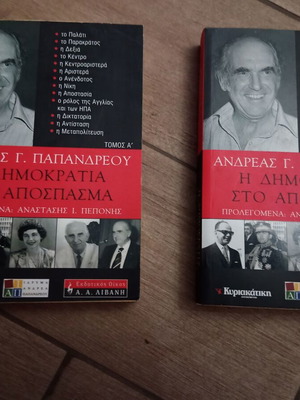 • το Παλάτι
• το Παρακράτος
• η Δεξιά
• το Κέντρο
• η Κεντροαριστερά
• η Αριστερά
• ο Ανένδοτος
• η Νίκη
• η Αποστασία
• ο ρόλος της Αγγλίας
και των ΗΠΑ
• η Δικτατορία
• η Αντίσταση
• η Μεταπολίτευση
ΤΟΜΟΣ Α'
Σ Γ. ΠΑΠΑΝΔΡΕΟΥ
ΗΜΟΚΡΑΤΙΑ
ΑΠΟΣΠΑΣΜΑ
ΝΑ: ΑΝΑΣΤΑΣΗΣ Ι. ΠΕΠΟΝΗΣ
Εκδοτικός Οίκος
Α. Α. ΛΙΒΑΝΗ
ΑΝΔΡΕΑΣ Γ.
Η ΔΗΜ
ΣΤΟ ΑΠ
ΠΡΟΛΕΓΟΜΕΝΑ: ΑΝ
Κυριακάτικη